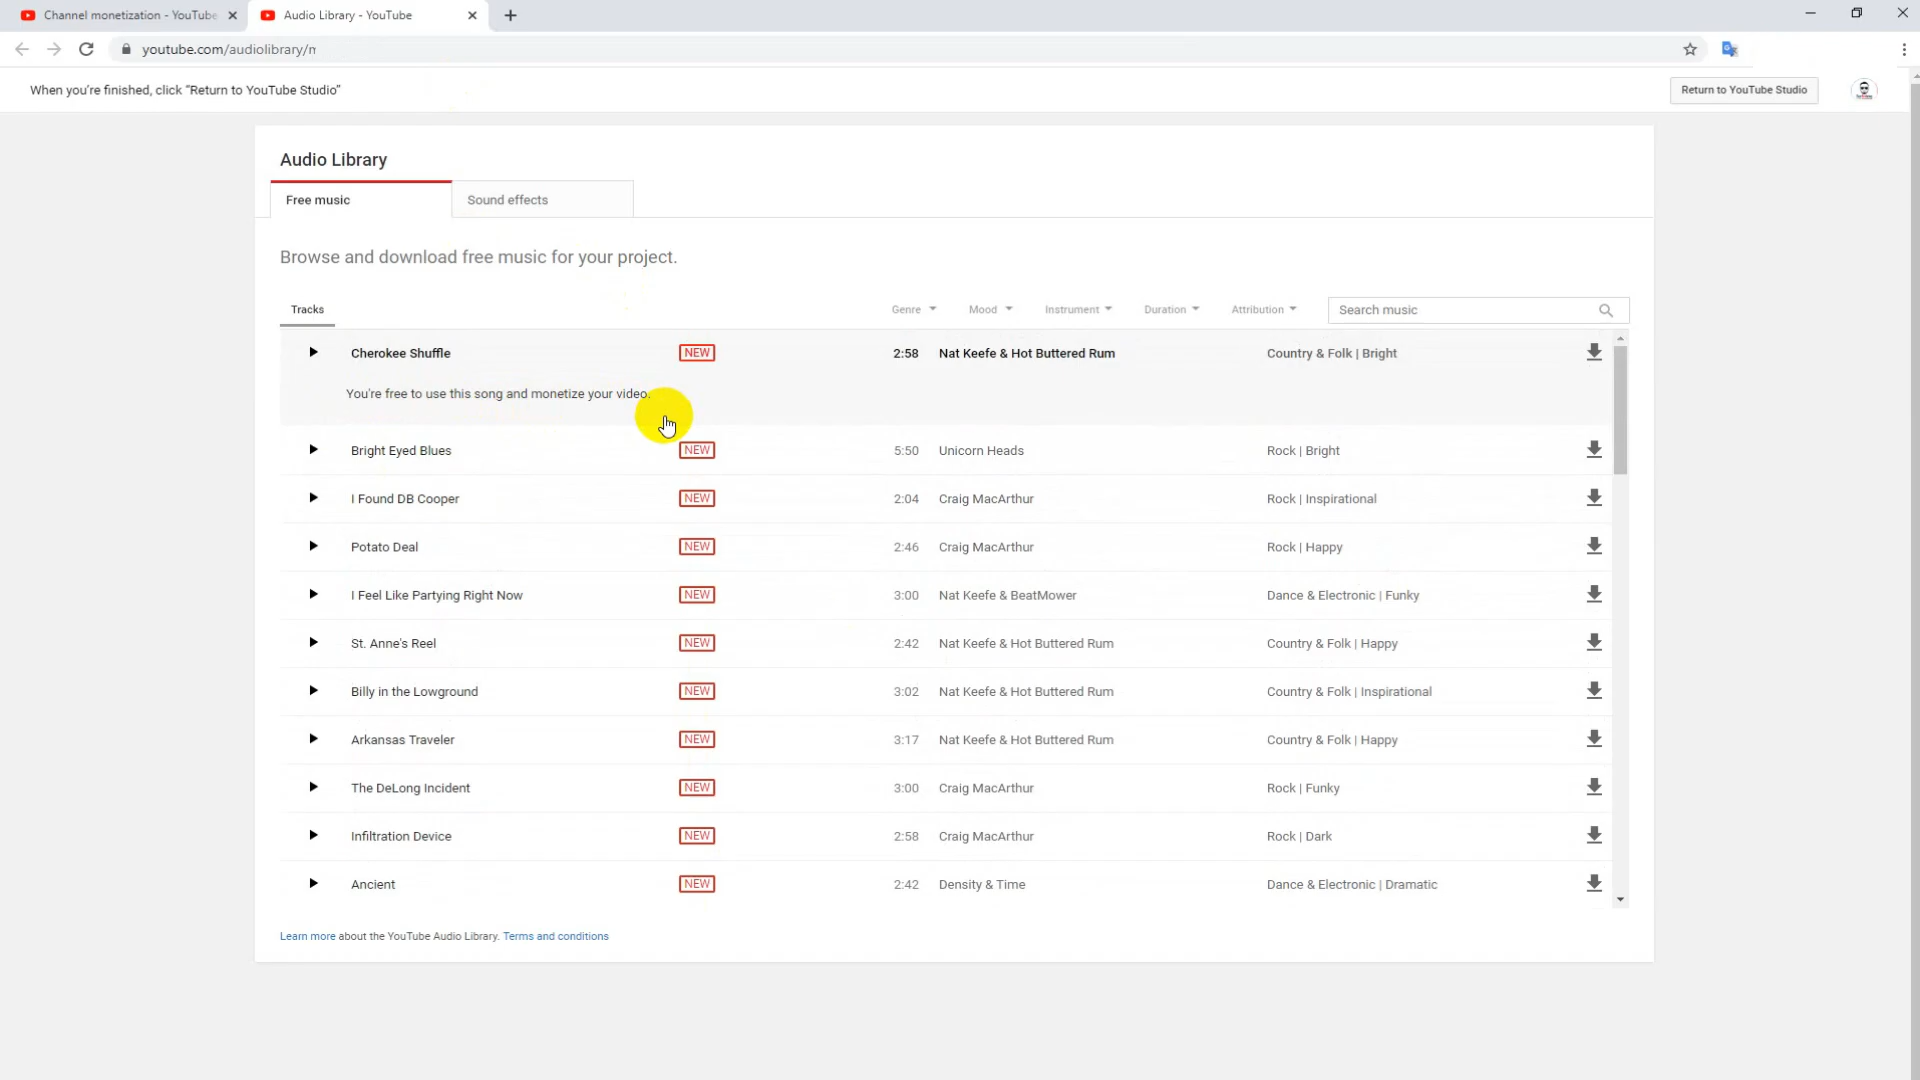 Channel monetization - YouTube
Audio Library - YouTube
youtube.com/audiolibrary/m
When you're finished, click “Return to YouTube Studio”
Return to YouTube Studio
Audio Library
Free music
Sound effects
Browse and download free music for your project.
Tracks
Genre
Mood
Instrument
Duration
Attribution
Search music
Cherokee Shuffle NEW 2:58 Nat Keefe & Hot Buttered Rum Country & Folk | Bright
You're free to use this song and monetize your video.
Bright Eyed Blues NEW 5:50 Unicorn Heads Rock | Bright
I Found DB Cooper NEW 2:04 Craig MacArthur Rock | Inspirational
Potato Deal NEW 2:46 Craig MacArthur Rock | Happy
I Feel Like Partying Right Now NEW 3:00 Nat Keefe & BeatMower Dance & Electronic | Funky
St. Anne's Reel NEW 2:42 Nat Keefe & Hot Buttered Rum Country & Folk | Happy
Billy in the Lowground NEW 3:02 Nat Keefe & Hot Buttered Rum Country & Folk | Inspirational
Arkansas Traveler NEW 3:17 Nat Keefe & Hot Buttered Rum Country & Folk | Happy
The DeLong Incident NEW 3:00 Craig MacArthur Rock | Funky
Infiltration Device NEW 2:58 Craig MacArthur Rock | Dark
Ancient NEW 2:42 Density & Time Dance & Electronic | Dramatic
Learn more about the YouTube Audio Library. Terms and conditions